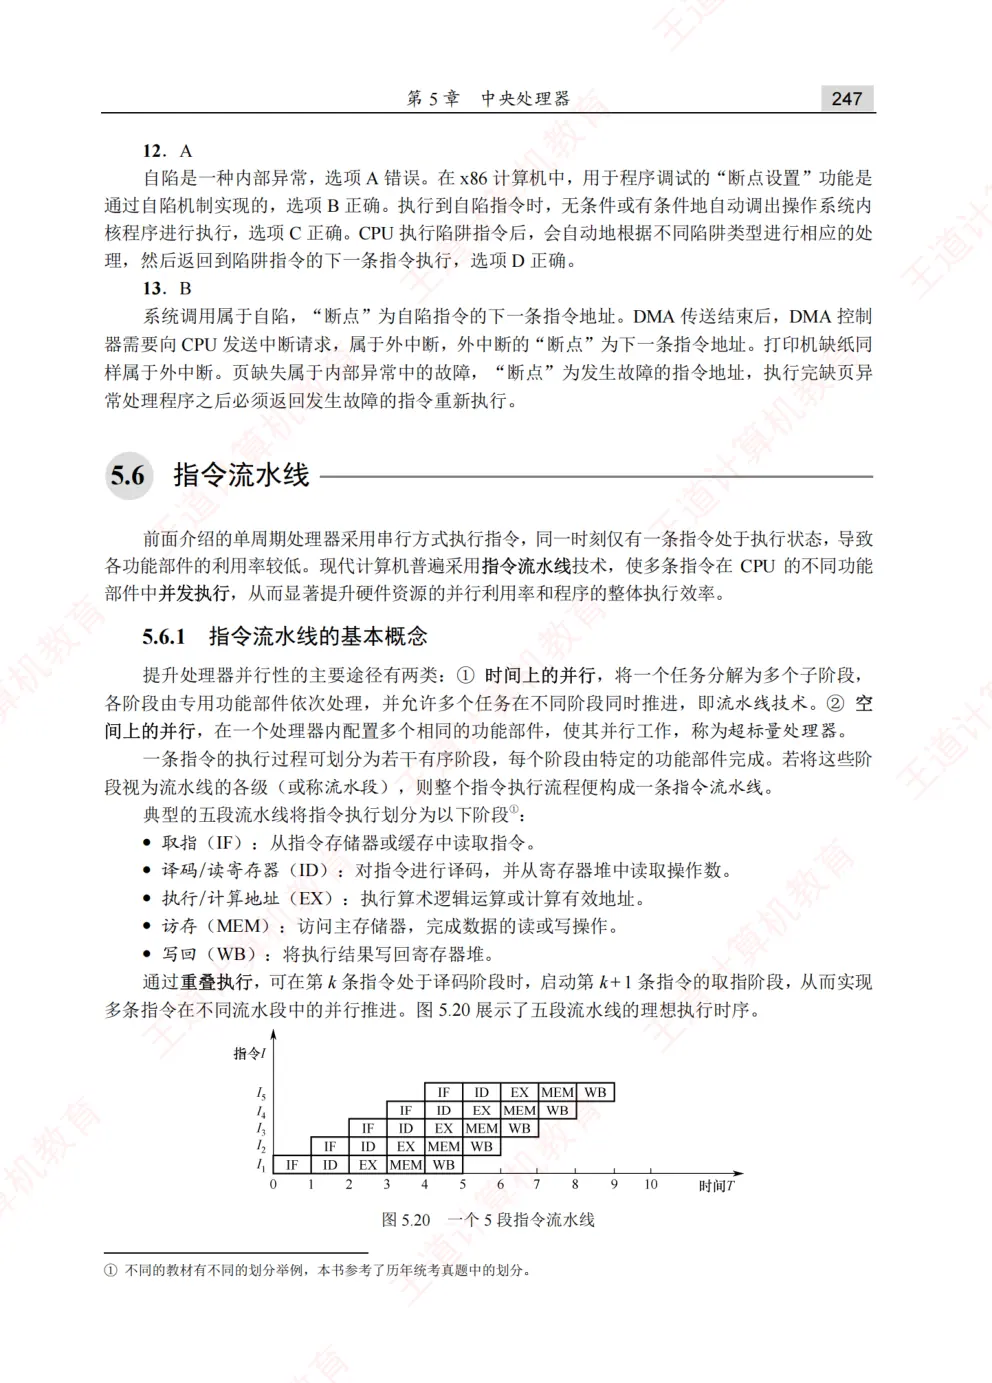 第 5 章 中央处理器 247
12. A
自陷是一种内部异常，选项 A 错误。在 x86 计算机中，用于程序调试的“断点设置”功能是
通过自陷机制实现的，选项 B 正确。执行到自陷指令时，无条件或有条件地自动调出操作系统内
核程序进行执行，选项 C 正确。CPU 执行陷阱指令后，会自动地根据不同陷阱类型进行相应的处
理，然后返回到陷阱指令的下一条指令执行，选项 D 正确。
13. B
系统调用属于自陷，“断点”为自陷指令的下一条指令地址。DMA 传送结束后，DMA 控制
器需要向 CPU 发送中断请求，属于外中断，外中断的“断点”为下一条指令地址。打印机缺纸同
样属于外中断。页缺失属于内部异常中的故障，“断点”为发生故障的指令地址，执行完缺页异
常处理程序之后必须返回发生故障的指令重新执行。
5.6 指令流水线
前面介绍的单周期处理器采用串行方式执行指令，同一时刻仅有一条指令处于执行状态，导致
各功能部件的利用率较低。现代计算机普遍采用指令流水线技术，使多条指令在 CPU 的不同功能
部件中并发执行，从而显著提升硬件资源的并行利用率和程序的整体执行效率。
5.6.1 指令流水线的基本概念
提升处理器并行性的主要途径有两类：① 时间上的并行，将一个任务分解为多个子阶段，
各阶段由专用功能部件依次处理，并允许多个任务在不同阶段同时推进，即流水线技术。② 空
间上的并行，在一个处理器内配置多个相同的功能部件，使其并行工作，称为超标量处理器。
一条指令的执行过程可划分为若干有序阶段，每个阶段由特定的功能部件完成。若将这些阶
段视为流水线的各级（或称流水段），则整个指令执行流程便构成一条指令流水线。
典型的五段流水线将指令执行划分为以下阶段①：
● 取指（IF）：从指令存储器或缓存中读取指令。
● 译码/读寄存器（ID）：对指令进行译码，并从寄存器堆中读取操作数。
● 执行/计算地址（EX）：执行算术逻辑运算或计算有效地址。
● 访存（MEM）：访问主存储器，完成数据的读或写操作。
● 写回（WB）：将执行结果写回寄存器堆。
通过重叠执行，可在第 k 条指令处于译码阶段时，启动第 k+1 条指令的取指阶段，从而实现
多条指令在不同流水段中的并行推进。图 5.20 展示了五段流水线的理想执行时序。
指令I
I5 IF ID EX MEM WB
I4 IF ID EX MEM WB
I3 IF ID EX MEM WB
I2 IF ID EX MEM WB
I1 IF ID EX MEM WB
0 1 2 3 4 5 6 7 8 9 10 时间T
图 5.20 一个 5 段指令流水线
① 不同的教材有不同的划分举例，本书参考了历年统考真题中的划分。
王道计算机教育